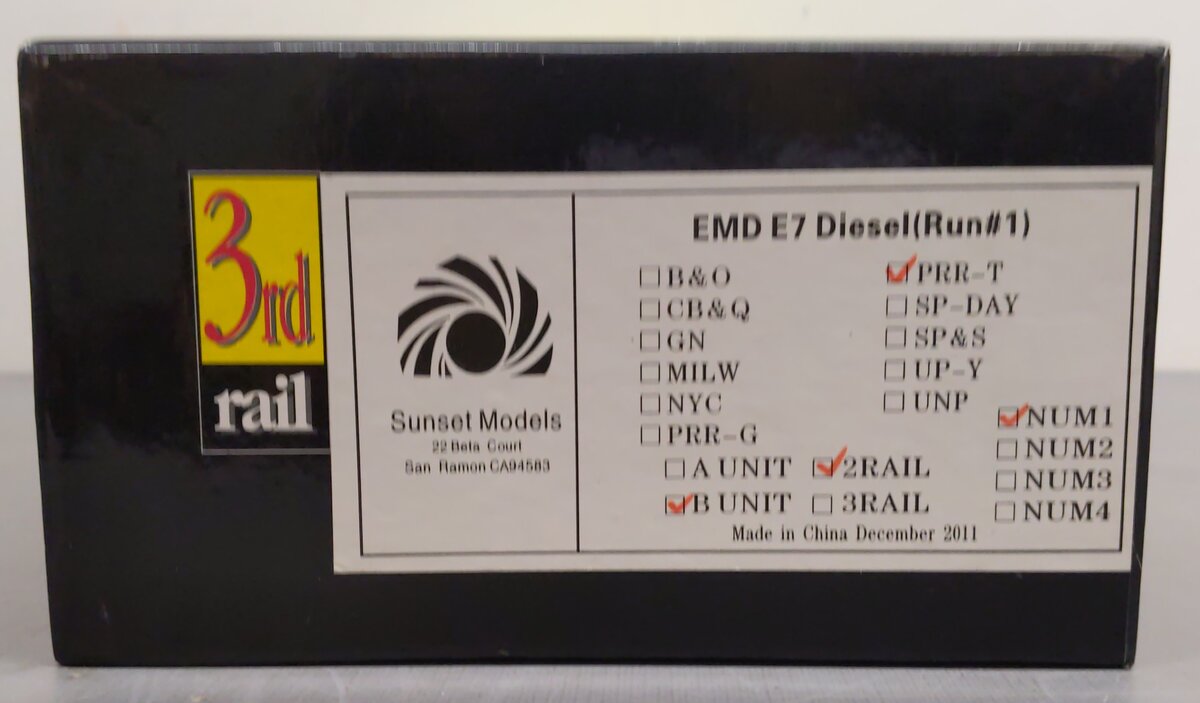 3rd
rail
Sunset Models
22 Beta Court
San Ramon CA94583
EMD E7 Diesel(Run#1)
B&O
CB&Q
GN
MILW
NYC
PRR-G
PRR-T
SP-DAY
SP&S
UP-Y
UNP
A UNIT
B UNIT
2RAIL
3RAIL
NUM1
NUM2
NUM3
NUM4
Made in China December 2011